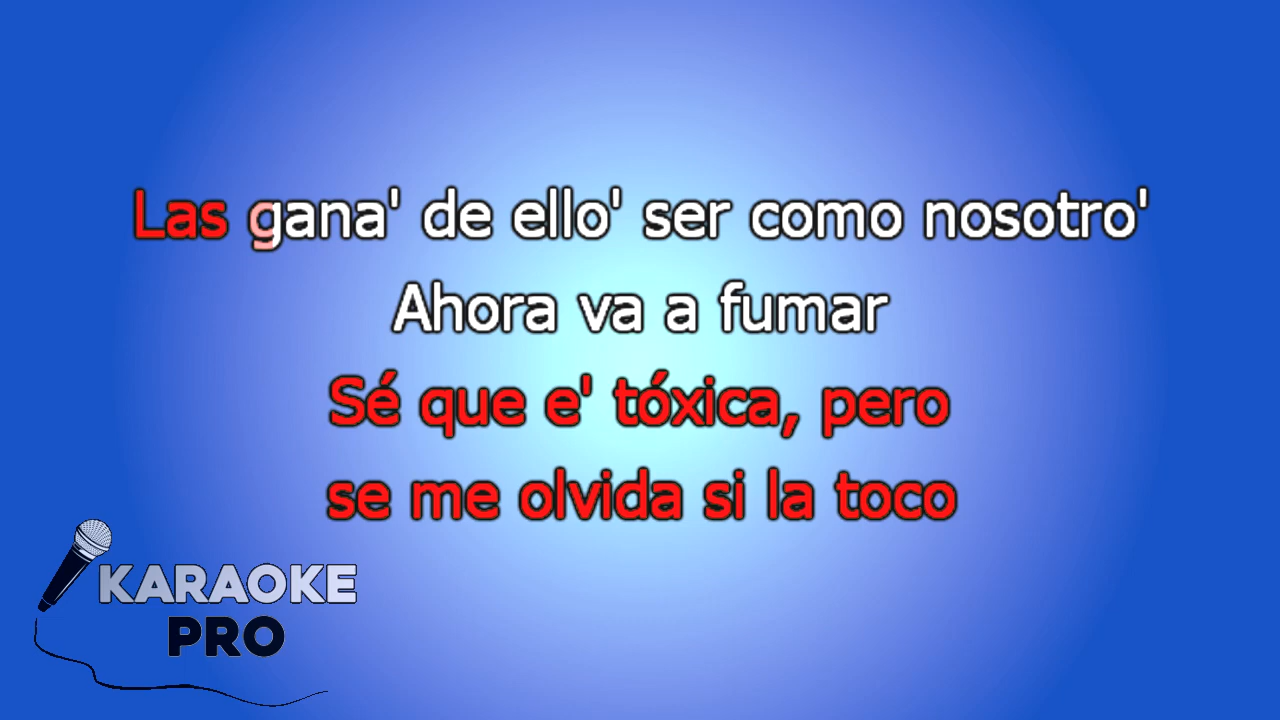 Las gana' de ello' ser como nosotro'
Ahora va a fumar
Sé que e' tóxica, pero
se me olvida si la toco
KARAOKE
PRO